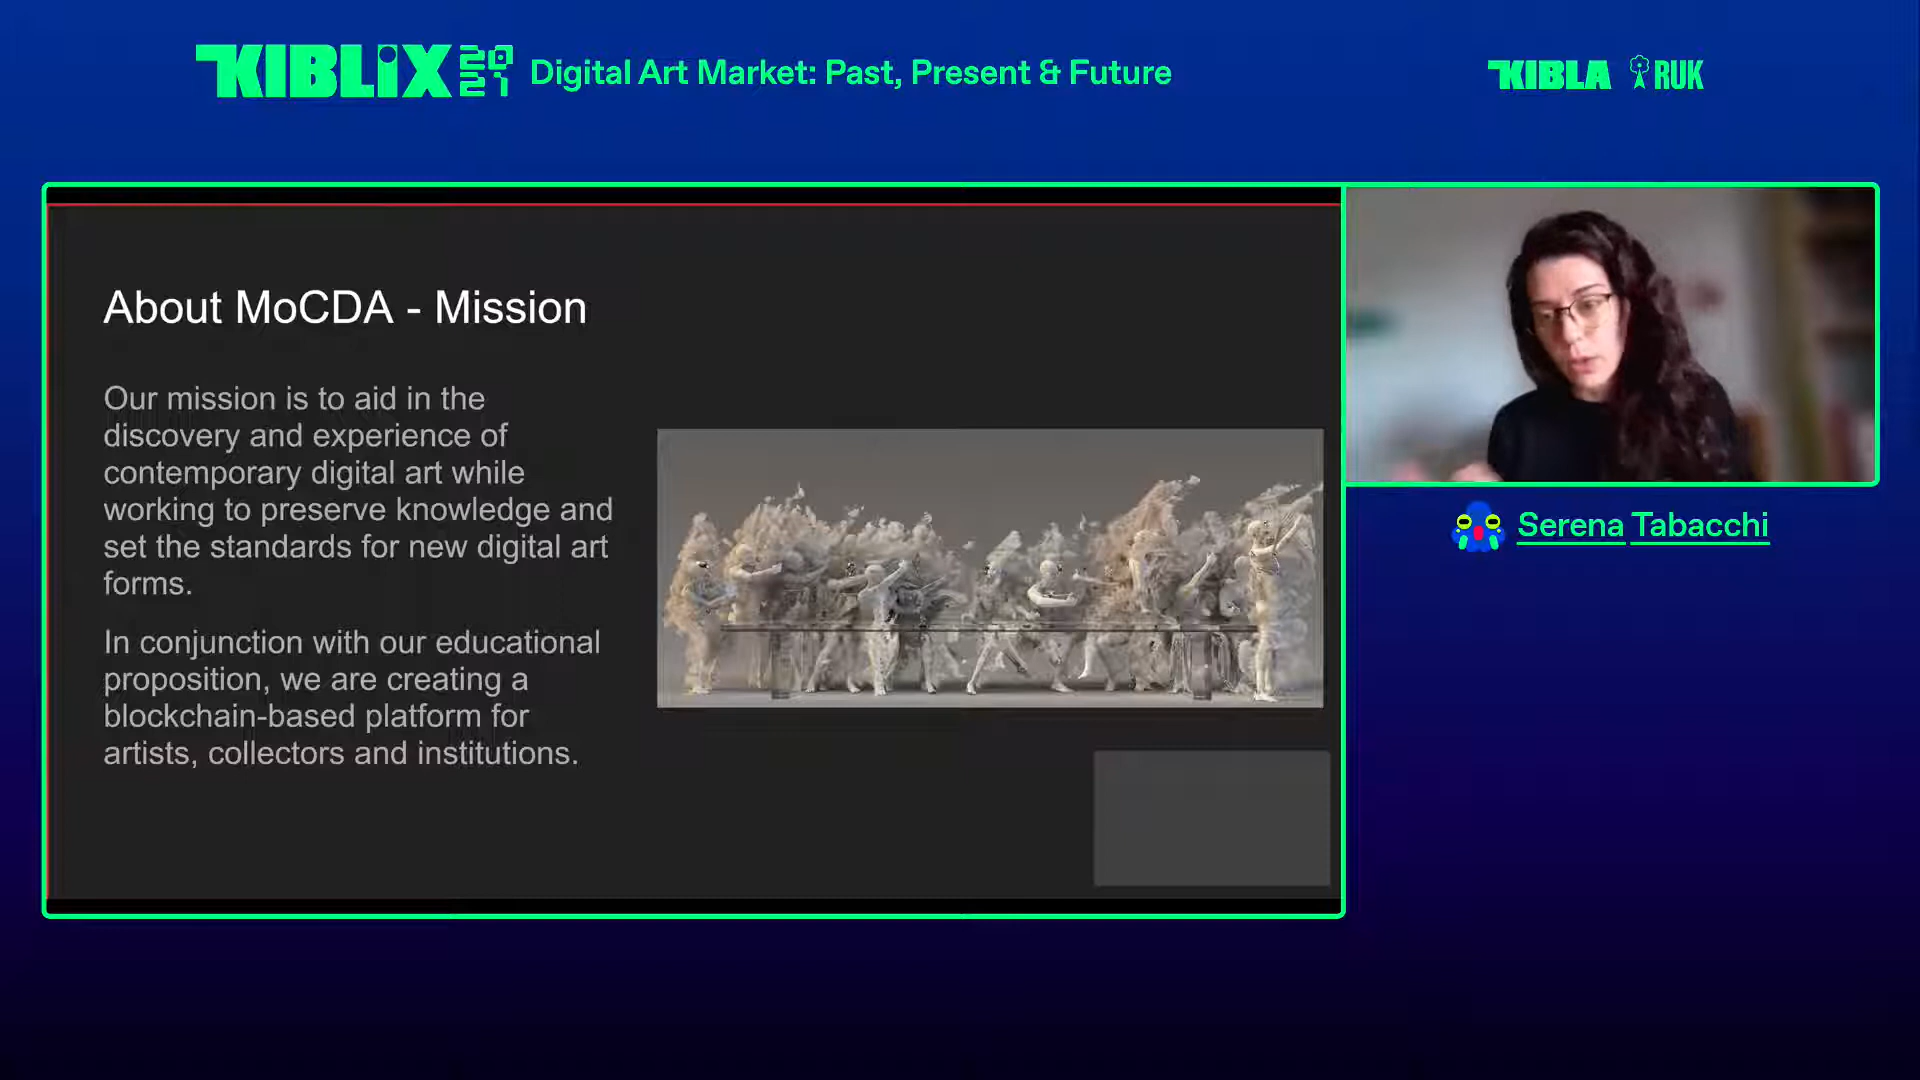 KIBLIX
Digital Art Market: Past, Present & Future
KIBLA
RUK
About MoCDA - Mission
Our mission is to aid in the
discovery and experience of
contemporary digital art while
working to preserve knowledge and
set the standards for new digital art
forms.
In conjunction with our educational
proposition, we are creating a
blockchain-based platform for
artists, collectors and institutions.
Serena Tabacchi